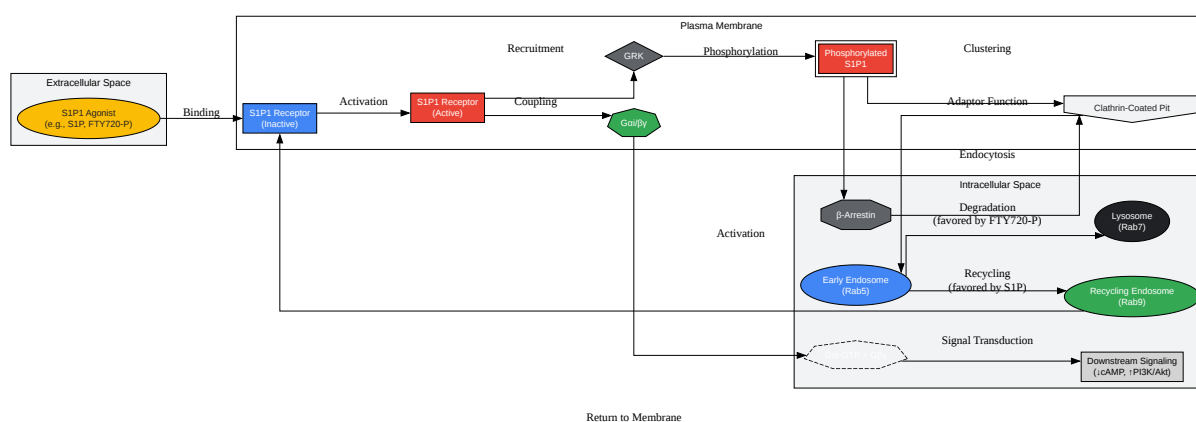 Plasma Membrane
Recruitment
GRK
Phosphorylation
Phosphorylated
S1P1
Clustering
Extracellular Space
S1P1 Agonist
(e.g., S1P, FTY720-P)
Binding
S1P1 Receptor
(Inactive)
Activation
S1P1 Receptor
(Active)
Coupling
Gαi/βγ
Adaptor Function
Clathrin-Coated Pit
Endocytosis
Intracellular Space
β-Arrestin
Degradation
(favored by FTY720-P)
Lysosome
(Rab7)
Activation
Early Endosome
(Rab5)
Recycling
(favored by S1P)
Recycling Endosome
(Rab9)
Signal Transduction
Downstream Signaling
(↓cAMP, ↑PI3K/Akt)
Return to Membrane